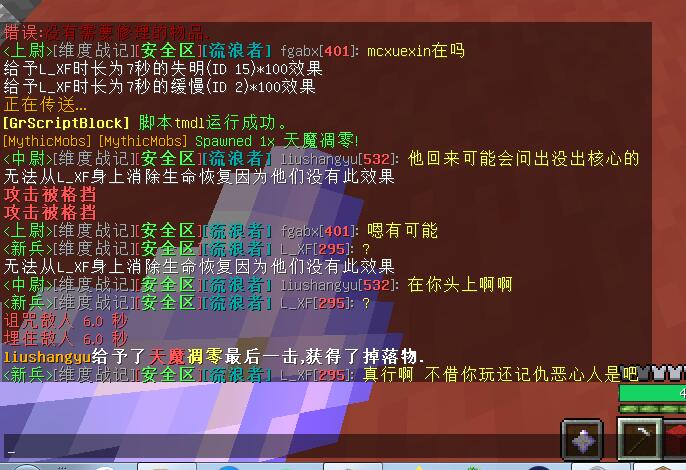 错误:没有需要修理的物品.
<上尉>[维度战记][安全区][流浪者] fgabx[401]: mcxuexin在吗
给予L_XF时长为7秒的失明(ID 15)*100效果
给予L_XF时长为7秒的缓慢(ID 2)*100效果
正在传送...
[GrScriptBlock] 脚本tmdl运行成功。
[MythicMobs] [MythicMobs] Spawned 1x 天魔凋零!
<中尉>[维度战记][安全区][流浪者] liushangyu[532]: 他回来可能会问出没出核心的
无法从L_XF身上消除生命恢复因为他们没有此效果
攻击被格挡
攻击被格挡
<上尉>[维度战记][安全区][流浪者] fgabx[401]: 嗯有可能
<新兵>[维度战记][安全区][流浪者] L_XF[295]: ?
无法从L_XF身上消除生命恢复因为他们没有此效果
<中尉>[维度战记][安全区][流浪者] liushangyu[532]: 在你头上啊啊
<新兵>[维度战记][安全区][流浪者] L_XF[295]: ?
诅咒敌人 6.0 秒
埋住敌人 6.0 秒
liushangyu给予了天魔凋零最后一击,获得了掉落物.
<新兵>[维度战记][安全区][流浪者] L_XF[295]: 真行啊 不借你玩还记仇恶心人是吧
4
_